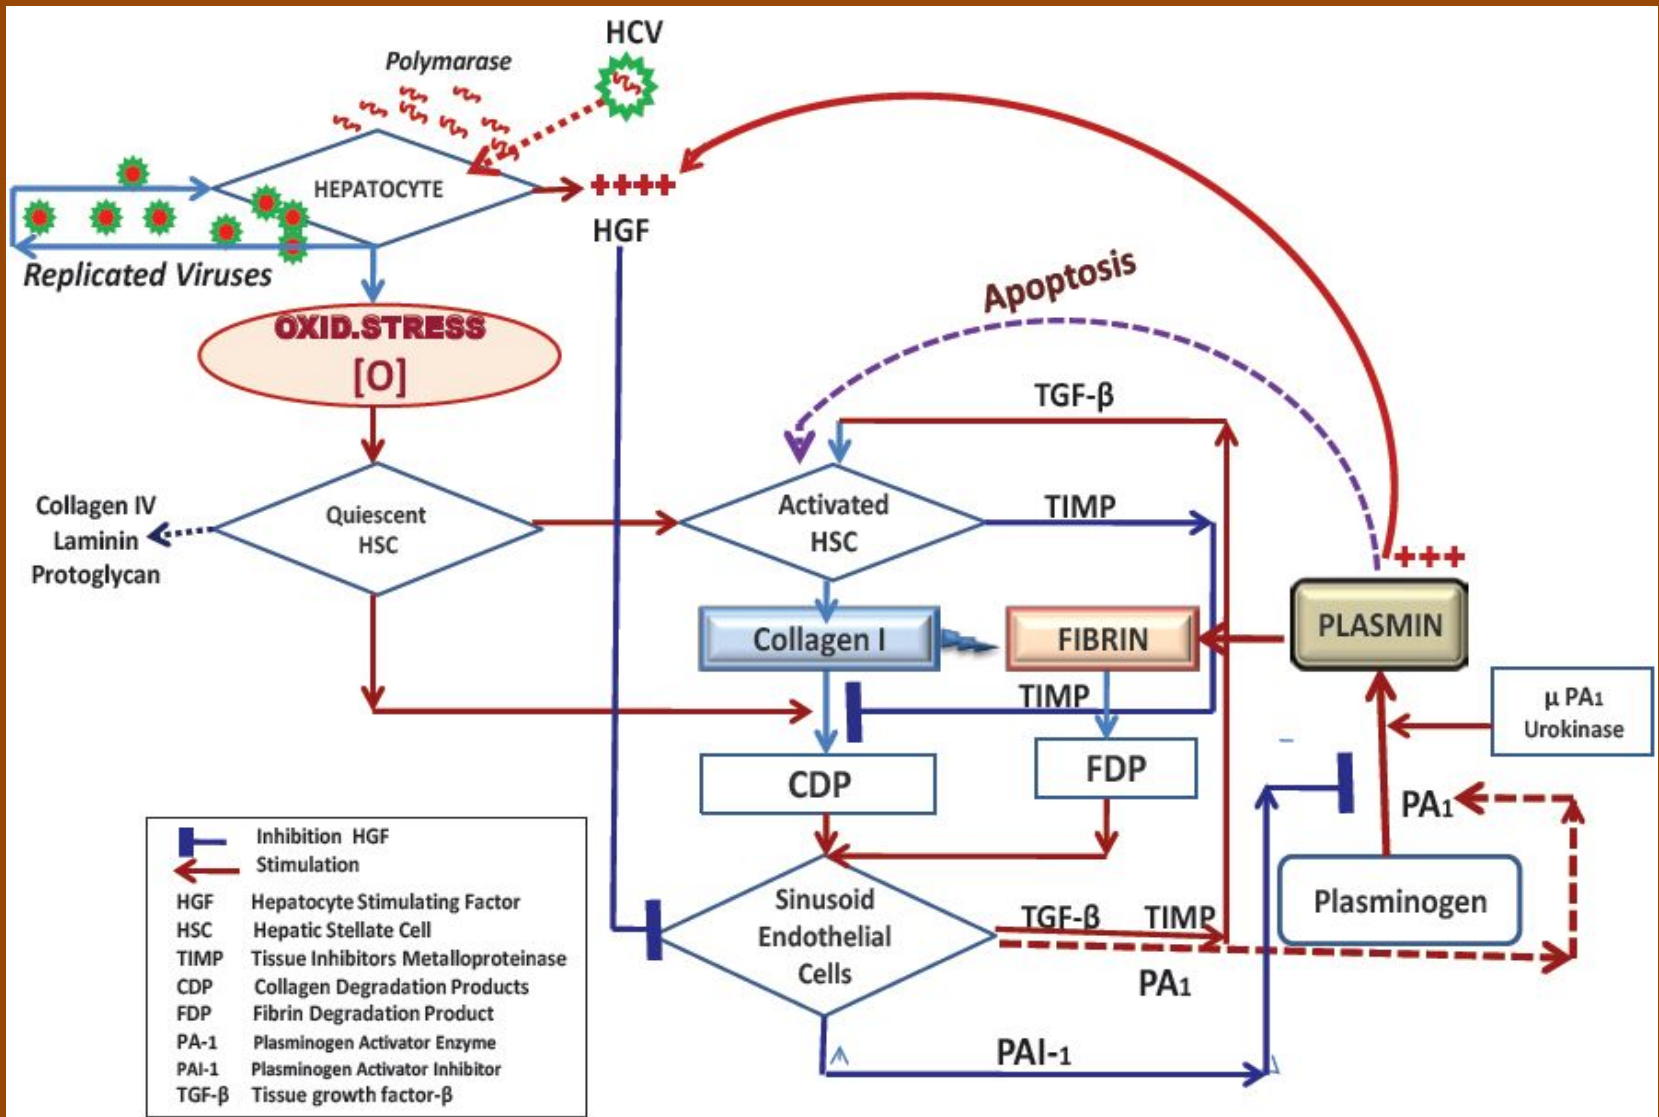 HCV
Polymarase
HEPATOCYTE
++++
HGF
Replicated Viruses
OXID.STRESS
[O]
Apoptosis
TGF-β
Collagen IV
Laminin
Protoglycan
Quiescent
HSC
Activated
HSC
TIMP
+++
PLASMIN
Collagen I
FIBRIN
TIMP
μ PA1
Urokinase
CDP
FDP
PA1
Plasminogen
Sinusoid
Endothelial
Cells
TGF-β TIMP
PA1
PAI-1
Inhibition HGF
Stimulation
HGF Hepatocyte Stimulating Factor
HSC Hepatic Stellate Cell
TIMP Tissue Inhibitors Metalloproteinase
CDP Collagen Degradation Products
FDP Fibrin Degradation Product
PA-1 Plasminogen Activator Enzyme
PAI-1 Plasminogen Activator Inhibitor
TGF-β Tissue growth factor-β